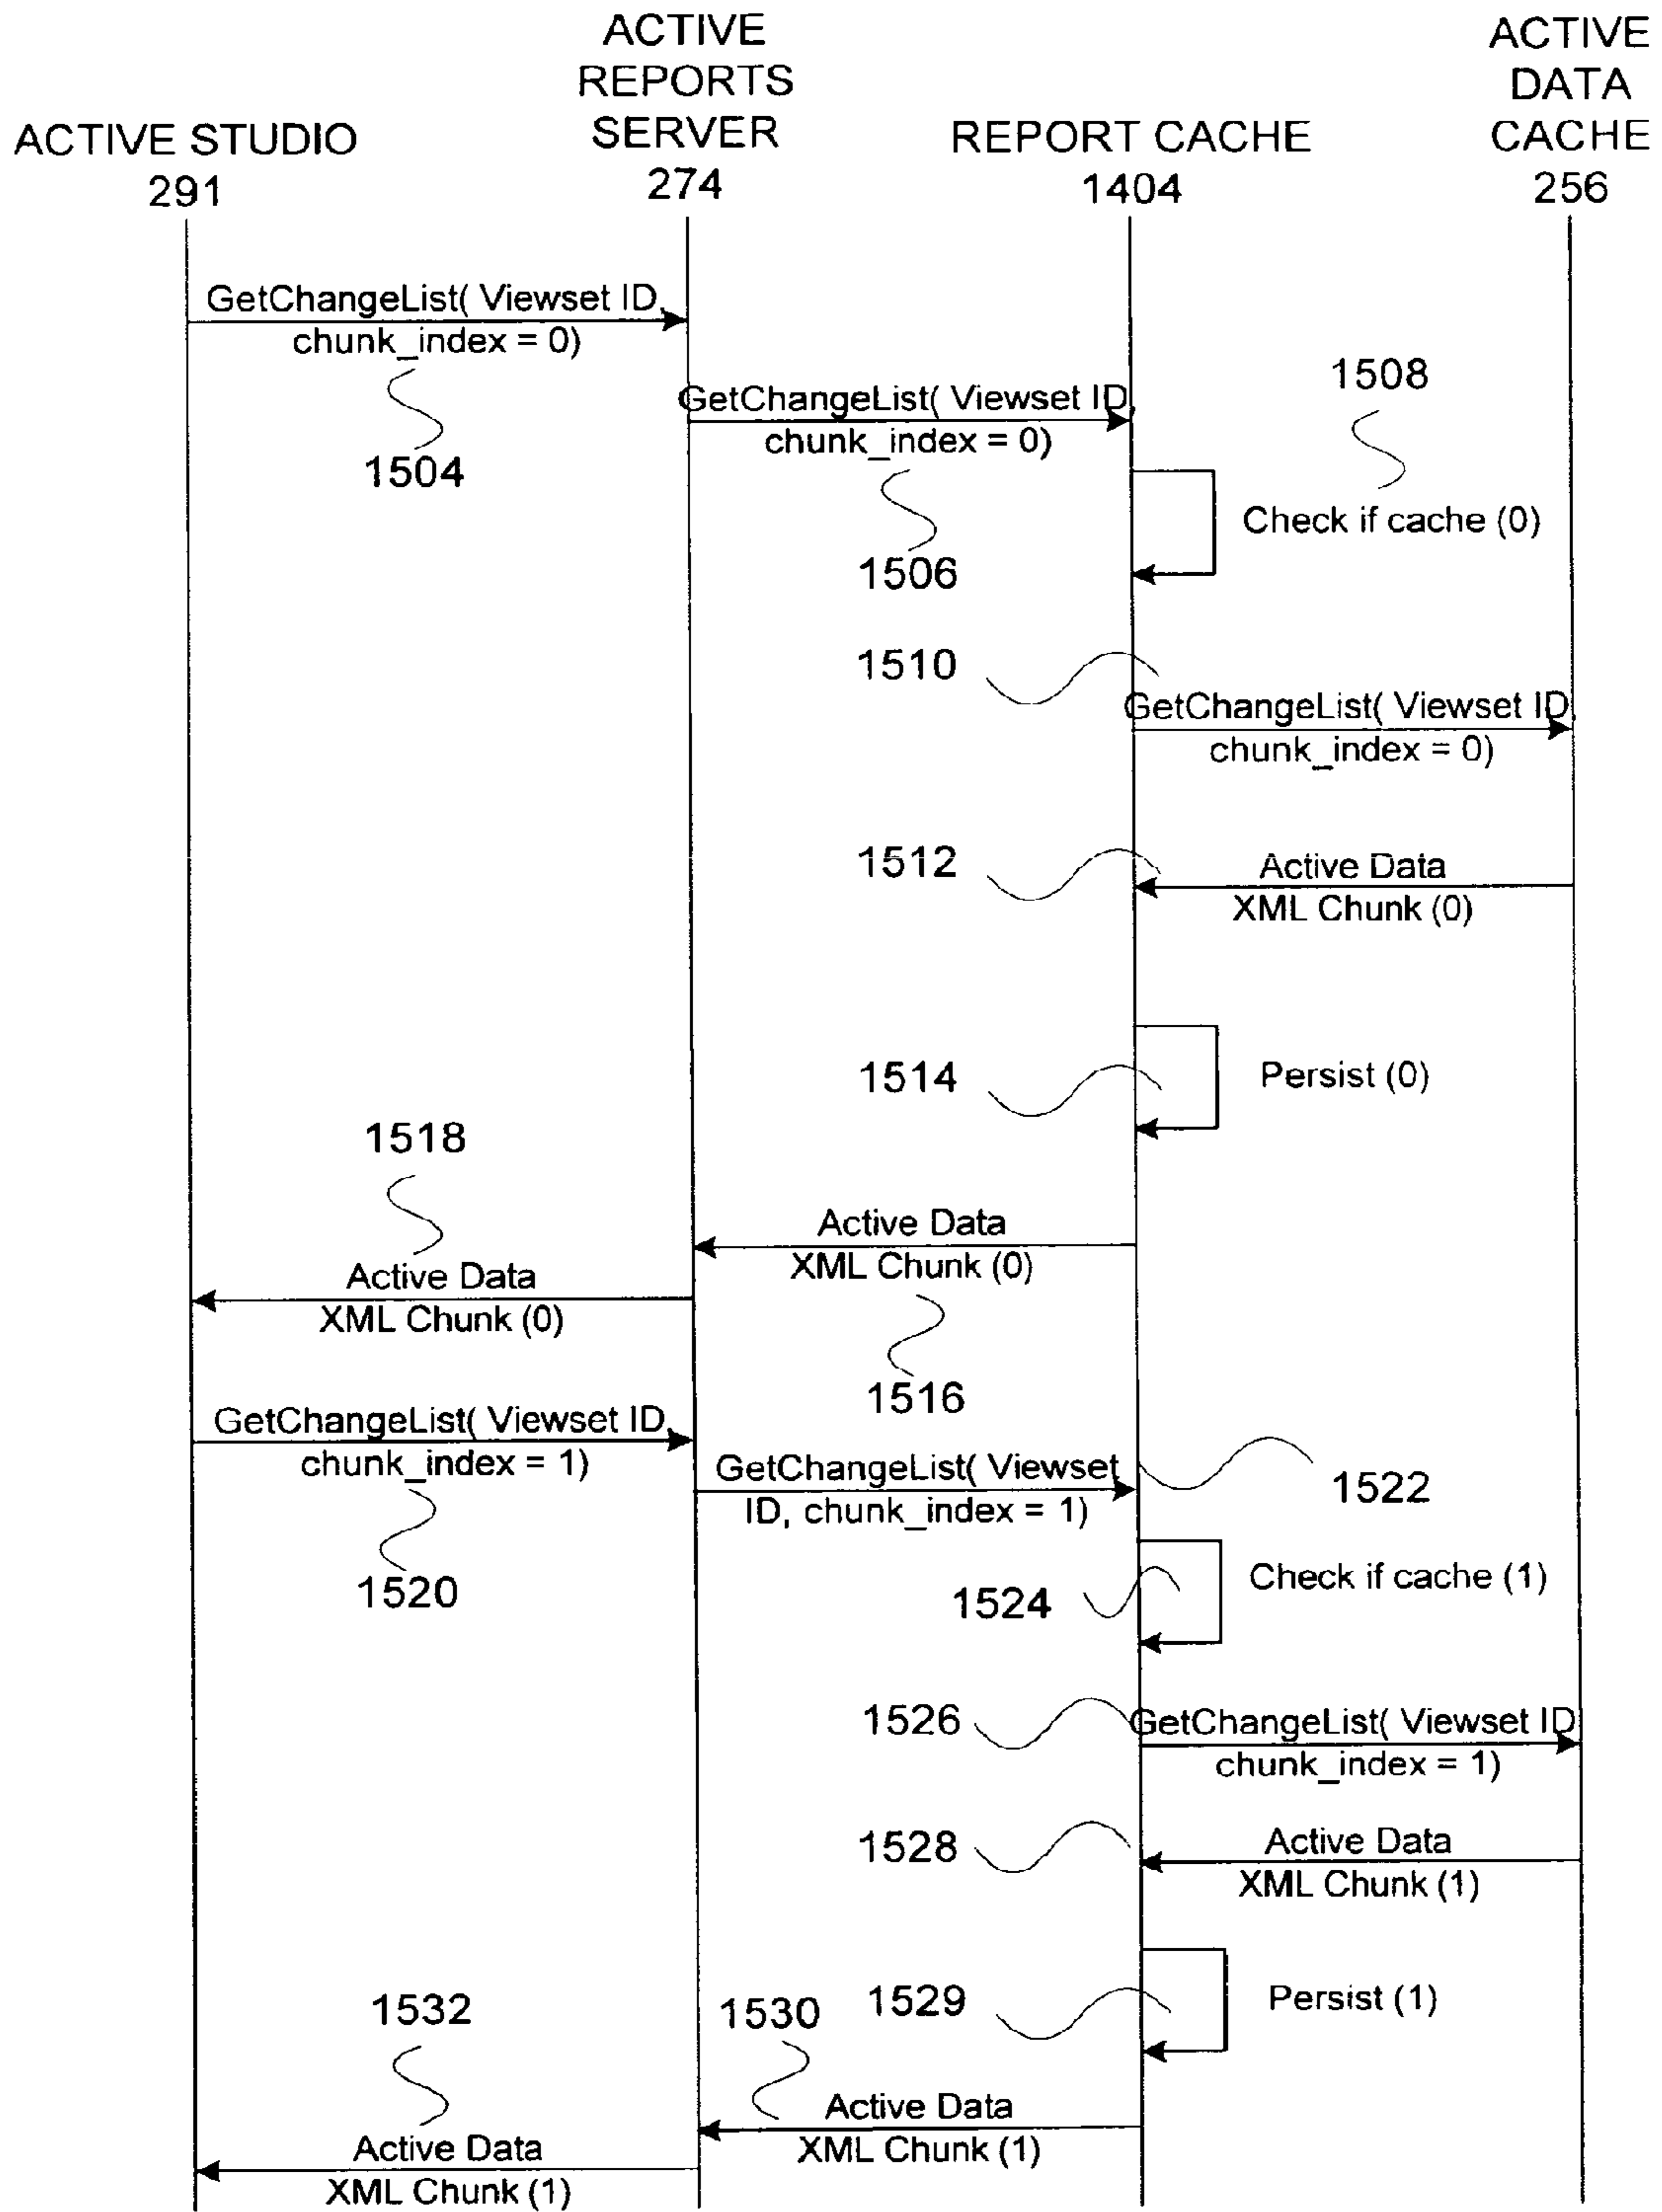 ACTIVE STUDIO
291
ACTIVE
REPORTS
SERVER
274
REPORT CACHE
1404
ACTIVE
DATA
CACHE
256
GetChangeList( Viewset ID,
chunk_index = 0)
1504
GetChangeList( Viewset ID
chunk_index = 0)
1506
1508
Check if cache (0)
1510
GetChangeList( Viewset ID
chunk_index = 0)
1512
Active Data
XML Chunk (0)
1514
Persist (0)
1518
Active Data
XML Chunk (0)
1516
Active Data
XML Chunk (0)
GetChangeList( Viewset ID,
chunk_index = 1)
1520
GetChangeList( Viewset
ID, chunk_index = 1)
1522
1524
Check if cache (1)
1526
GetChangeList( Viewset ID
chunk_index = 1)
1528
Active Data
XML Chunk (1)
1529
Persist (1)
1532
1530
Active Data
XML Chunk (1)
Active Data
XML Chunk (1)